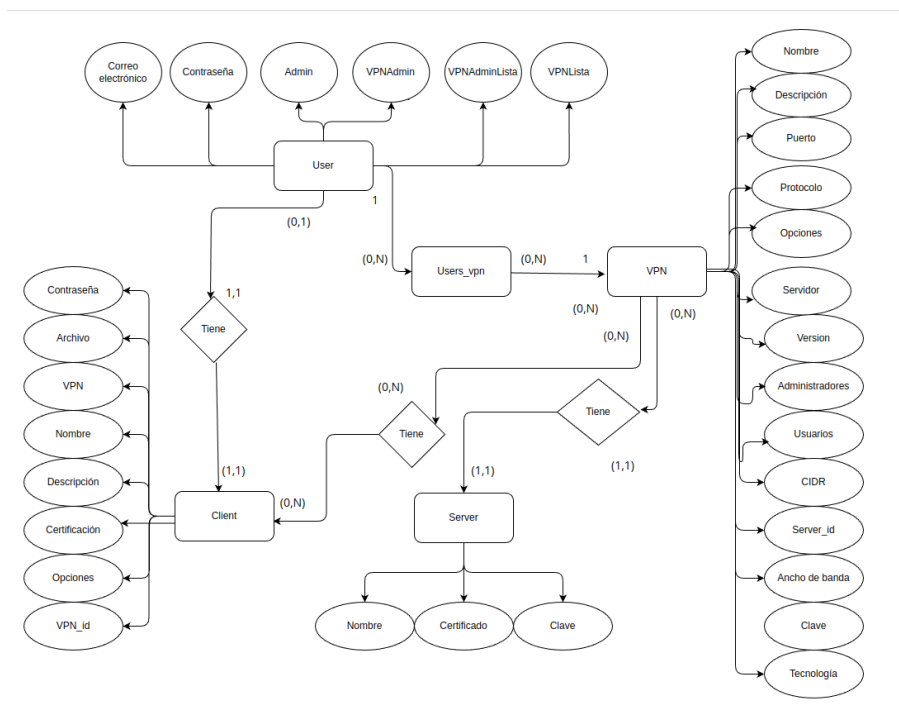 Correo
electrónico
Contraseña
Admin
VPNAdmin
VPNAdminLista
VPNLista
Nombre
Descripción
Puerto
Protocolo
Opciones
Servidor
Version
Administradores
Usuarios
CIDR
Server_id
Ancho de banda
Clave
Tecnología
User
1
(0,1)
(0,N)
Users_vpn
(0,N)
1
VPN
(0,N)
(0,N)
(0,N)
1,1
Tiene
(0,N)
Tiene
Tiene
(1,1)
(1,1)
(1,1)
(0,N)
Contraseña
Archivo
VPN
Nombre
Descripción
Certificación
Opciones
VPN_id
Client
Server
Nombre
Certificado
Clave